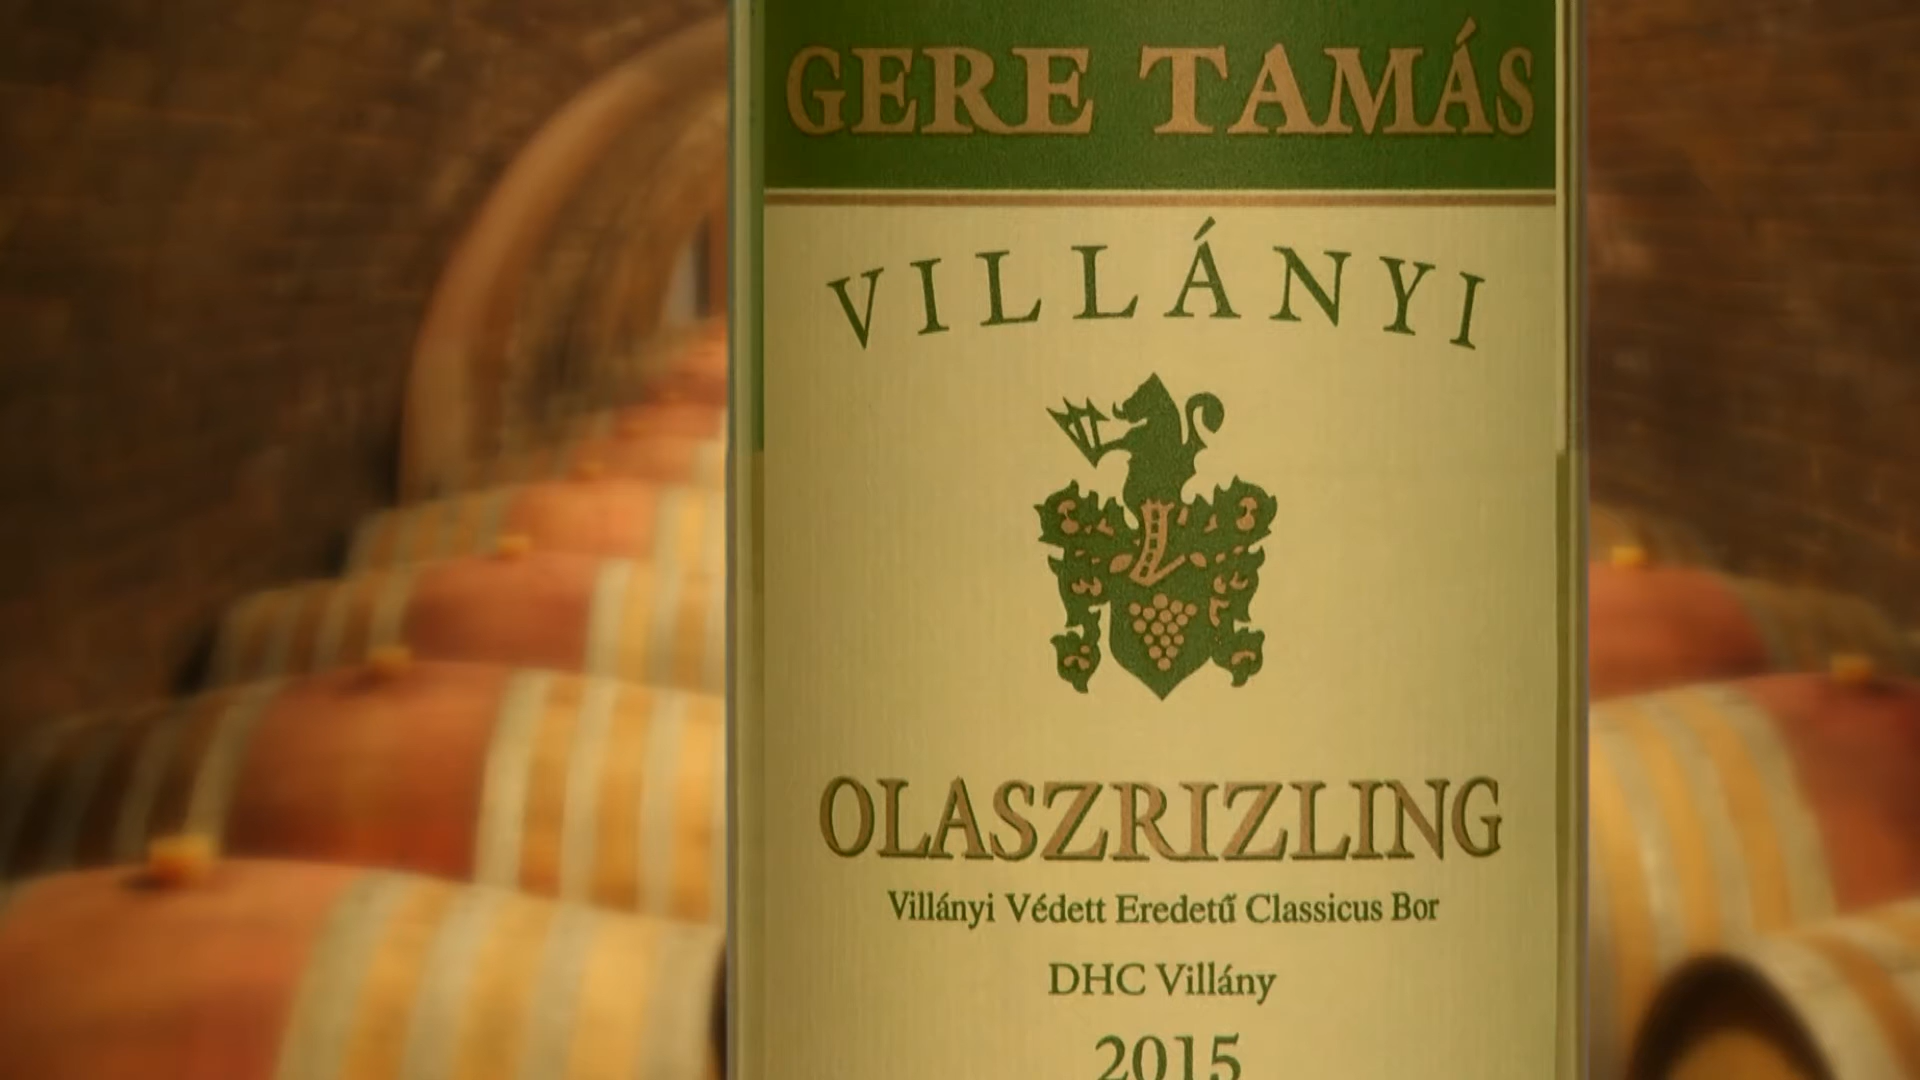 GERE TAMÁS
VILLÁNYI
OLASZRIZLING
Villányi Védett Eredetű Classicus Bor
DHC Villány
2015